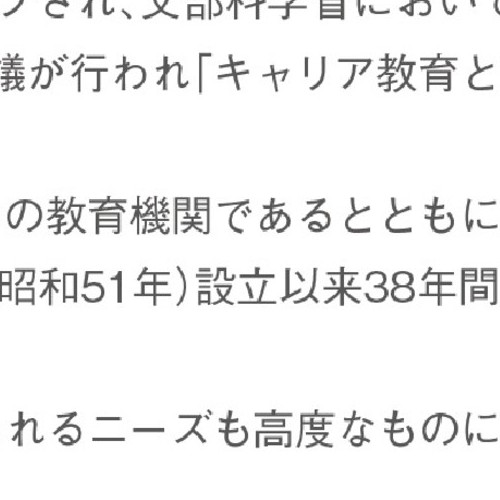 され、文部科学省において
議が行われ「キャリア教育と
の教育機関であるとともに
昭和51年)設立以来38年間
れるニーズも高度なものに